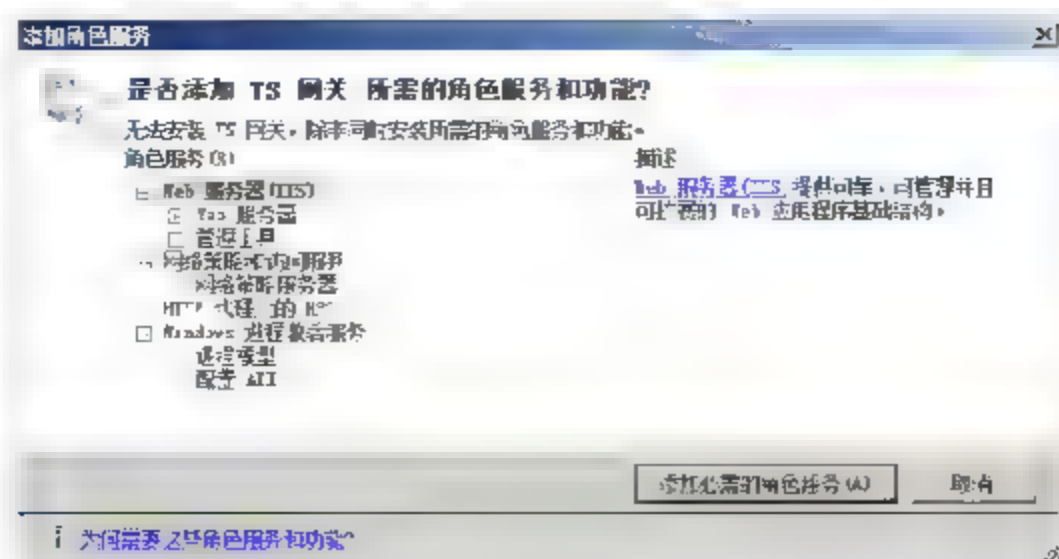 添加角色服务
是否添加 TS 网关 所需的角色服务和功能?
无法安装 TS 网关，除非同时安装所需的角色服务和功能。
角色服务(R)
描述
Web 服务器(IIS)
Web 服务器(IIS) 提供可靠、可管理并且
可扩展的 Web 应用程序基础结构。
Web 服务器
管理工具
网络策略和访问服务
网络策略服务器
HTTP 代理上的 RPC
Windows 进程激活服务
进程模型
配置 API
添加必需的角色服务(A)
取消
为何需要这些角色服务和功能?